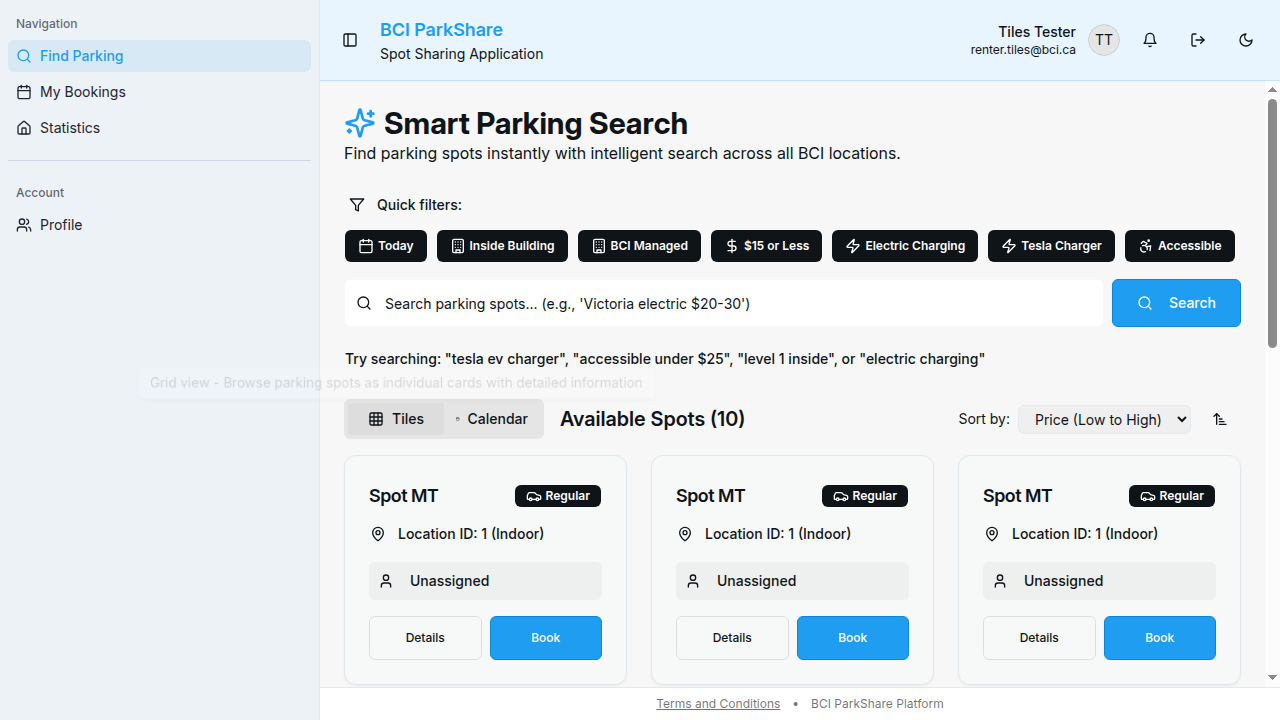 Navigation
Find Parking
My Bookings
Statistics
Account
Profile
BCI ParkShare
Spot Sharing Application
Tiles Tester
renter.tiles@bci.ca
TT
Smart Parking Search
Find parking spots instantly with intelligent search across all BCI locations.
Quick filters:
Today
Inside Building
BCI Managed
$15 or Less
Electric Charging
Tesla Charger
Accessible
Search parking spots... (e.g., 'Victoria electric $20-30')
Search
Try searching: "tesla ev charger", "accessible under $25", "level 1 inside", or "electric charging"
Grid view - Browse parking spots as individual cards with detailed information
Tiles
Calendar
Available Spots (10)
Sort by:
Price (Low to High)
Spot MT
Regular
Location ID: 1 (Indoor)
Unassigned
Details
Book
Spot MT
Regular
Location ID: 1 (Indoor)
Unassigned
Details
Book
Spot MT
Regular
Location ID: 1 (Indoor)
Unassigned
Details
Book
Terms and Conditions • BCI ParkShare Platform